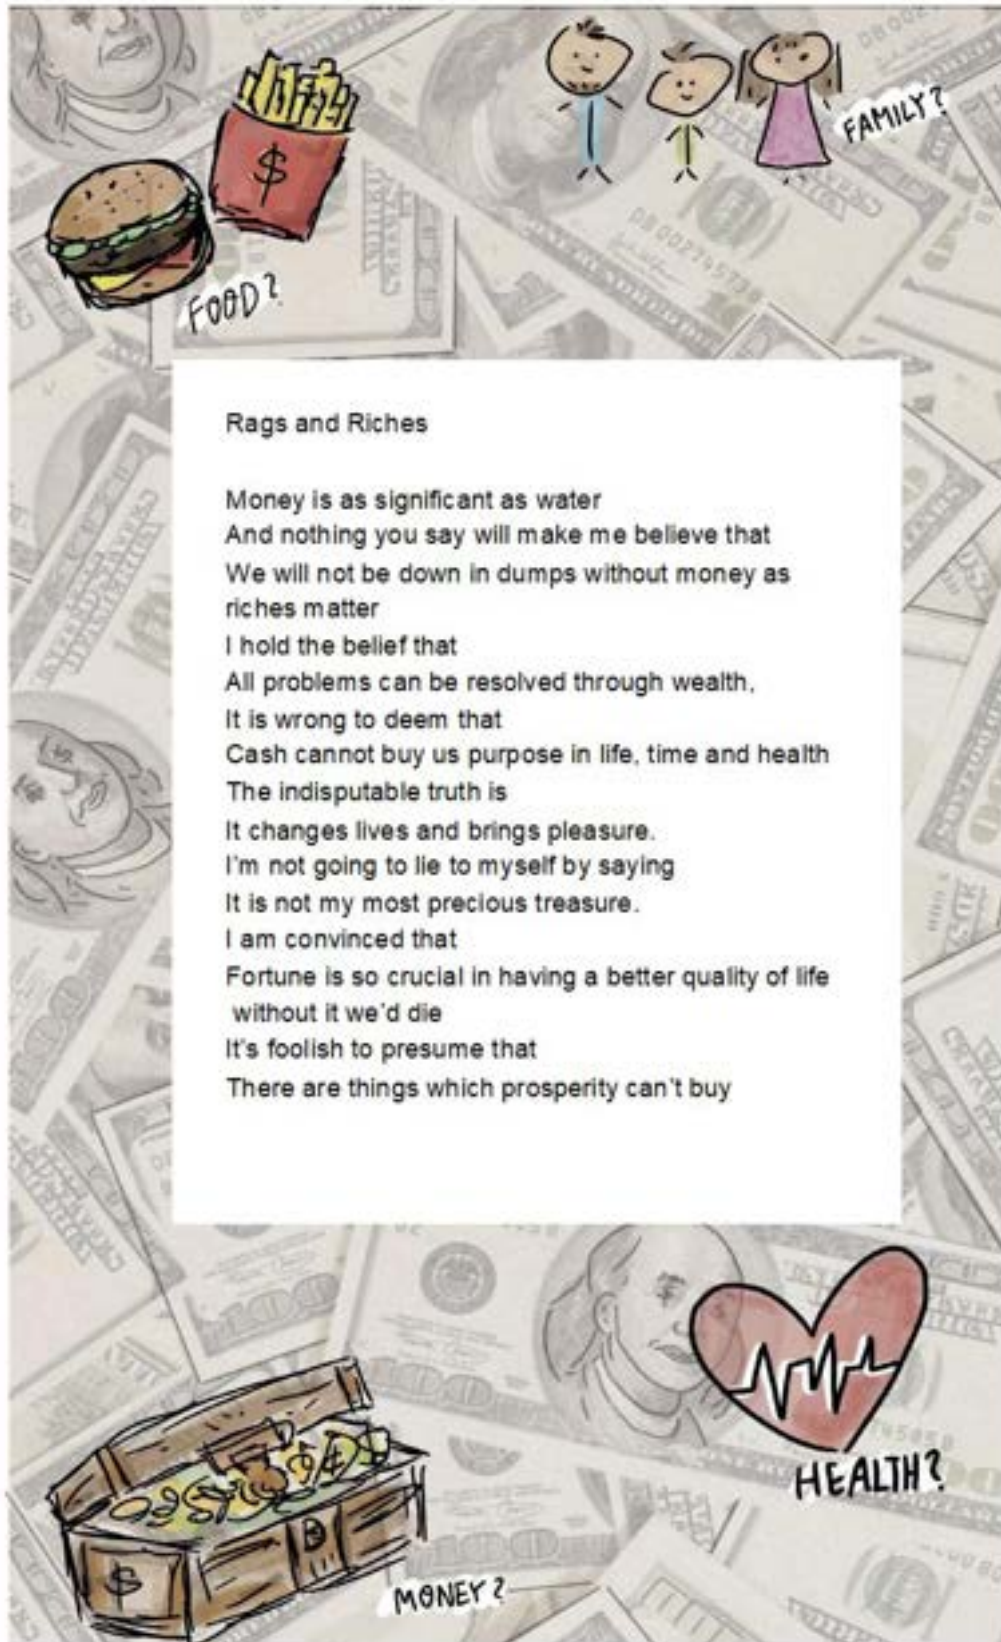 $
FOOD?
FAMILY?
Rags and Riches
Money is as significant as water
And nothing you say will make me believe that
We will not be down in dumps without money as
riches matter
I hold the belief that
All problems can be resolved through wealth,
It is wrong to deem that
Cash cannot buy us purpose in life, time and health
The indisputable truth is
It changes lives and brings pleasure.
I'm not going to lie to myself by saying
It is not my most precious treasure.
I am convinced that
Fortune is so crucial in having a better quality of life
without it we'd die
It's foolish to presume that
There are things which prosperity can't buy
HEALTH?
$
MONEY?